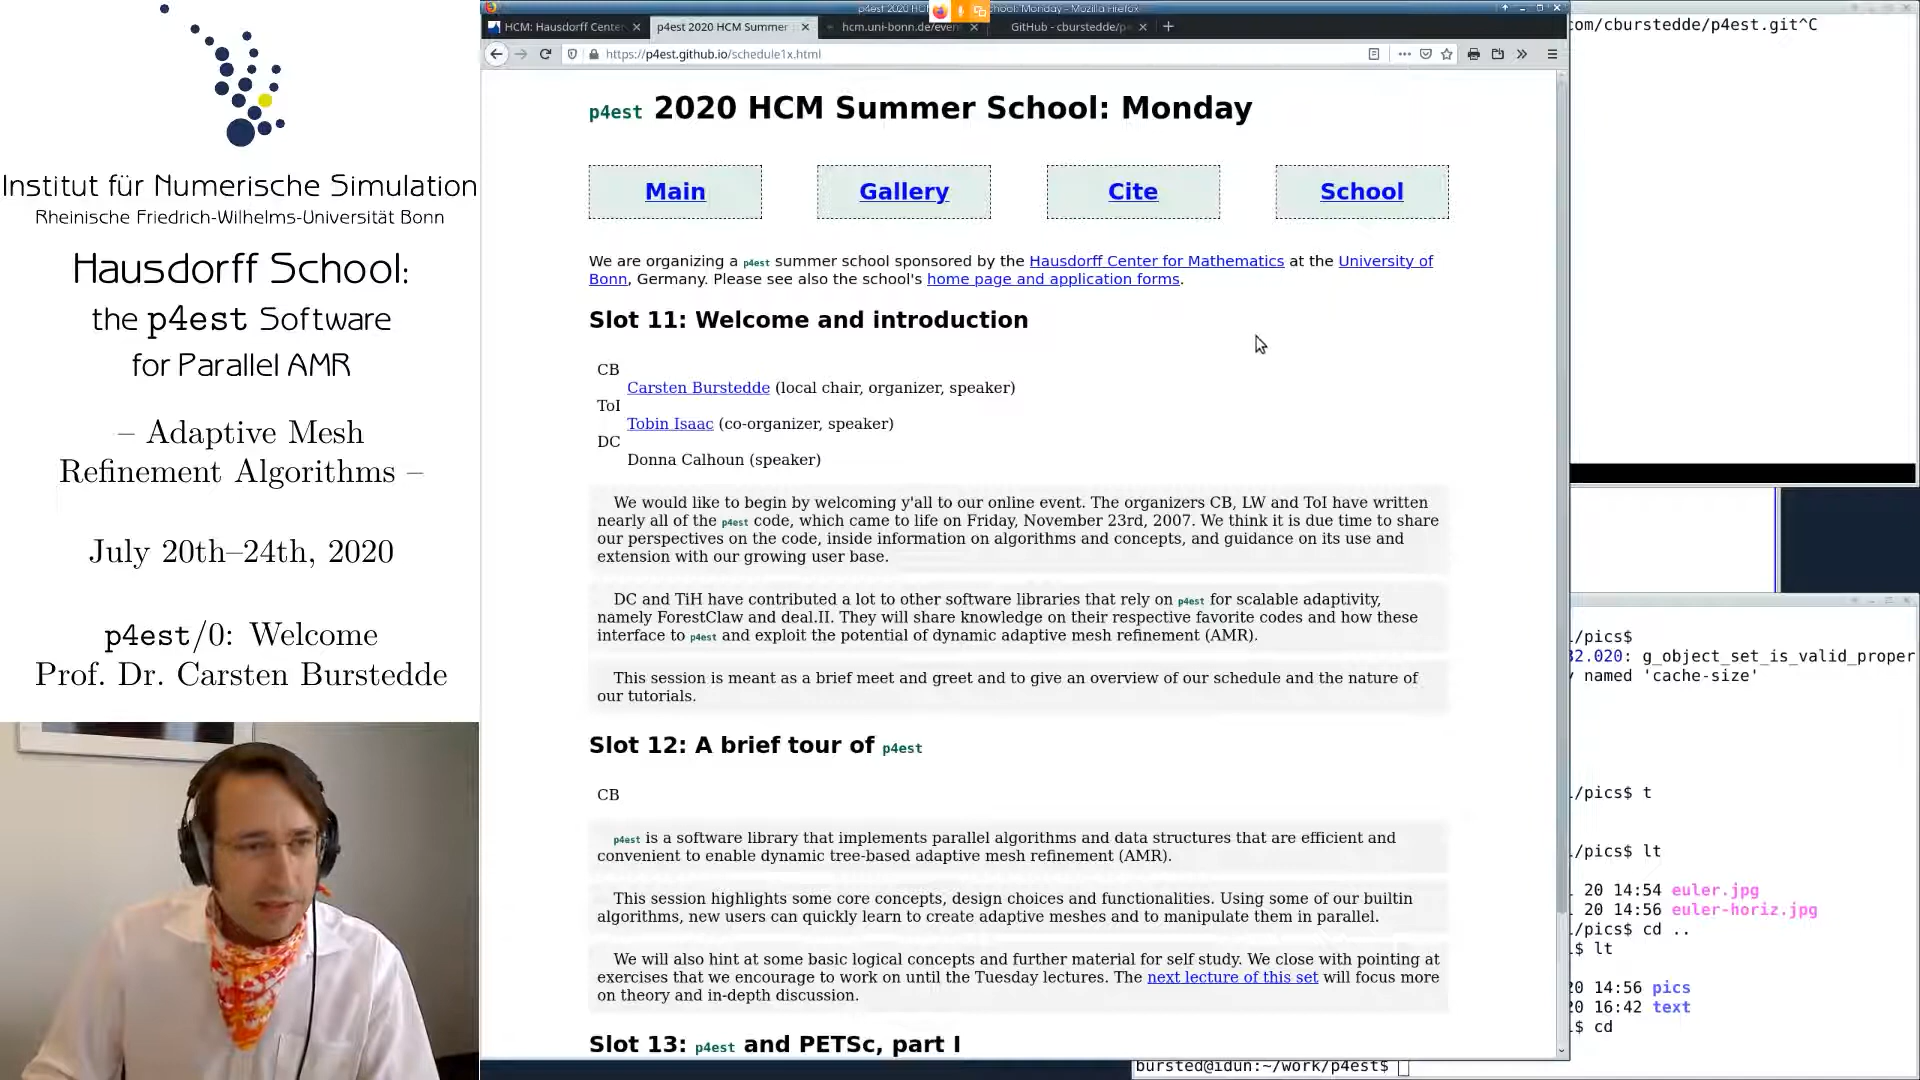 Institut für Numerische Simulation
Rheinische Friedrich-Wilhelms-Universität Bonn
Hausdorff School:
the p4est Software
for Parallel AMR
– Adaptive Mesh
Refinement Algorithms –
July 20th–24th, 2020
p4est/0: Welcome
Prof. Dr. Carsten Burstedde
p4est 2020 HCM School: Monday - Mozilla Firefox
HCM: Hausdorff Center
p4est 2020 HCM Summer
hcm.uni-bonn.de/even
GitHub - cburstedde/p4
https://p4est.github.io/schedule1x.html
p4est 2020 HCM Summer School: Monday
Main
Gallery
Cite
School
We are organizing a p4est summer school sponsored by the Hausdorff Center for Mathematics at the University of
Bonn, Germany. Please see also the school's home page and application forms.
Slot 11: Welcome and introduction
CB
Carsten Burstedde (local chair, organizer, speaker)
ToI
Tobin Isaac (co-organizer, speaker)
DC
Donna Calhoun (speaker)
We would like to begin by welcoming y'all to our online event. The organizers CB, LW and ToI have written
nearly all of the p4est code, which came to life on Friday, November 23rd, 2007. We think it is due time to share
our perspectives on the code, inside information on algorithms and concepts, and guidance on its use and
extension with our growing user base.
DC and TiH have contributed a lot to other software libraries that rely on p4est for scalable adaptivity,
namely ForestClaw and deal.II. They will share knowledge on their respective favorite codes and how these
interface to p4est and exploit the potential of dynamic adaptive mesh refinement (AMR).
This session is meant as a brief meet and greet and to give an overview of our schedule and the nature of
our tutorials.
Slot 12: A brief tour of p4est
CB
p4est is a software library that implements parallel algorithms and data structures that are efficient and
convenient to enable dynamic tree-based adaptive mesh refinement (AMR).
This session highlights some core concepts, design choices and functionalities. Using some of our builtin
algorithms, new users can quickly learn to create adaptive meshes and to manipulate them in parallel.
We will also hint at some basic logical concepts and further material for self study. We close with pointing at
exercises that we encourage to work on until the Tuesday lectures. The next lecture of this set will focus more
on theory and in-depth discussion.
Slot 13: p4est and PETSc, part I
com/cburstedde/p4est.git^C
/pics$
32.020: g_object_set_is_valid_proper
y named 'cache-size'
/pics$ t
/pics$ lt
20 14:54 euler.jpg
20 14:56 euler-horiz.jpg
/pics$ cd ..
$ lt
20 14:56 pics
20 16:42 text
$ cd
bursted@idun:~/work/p4est$